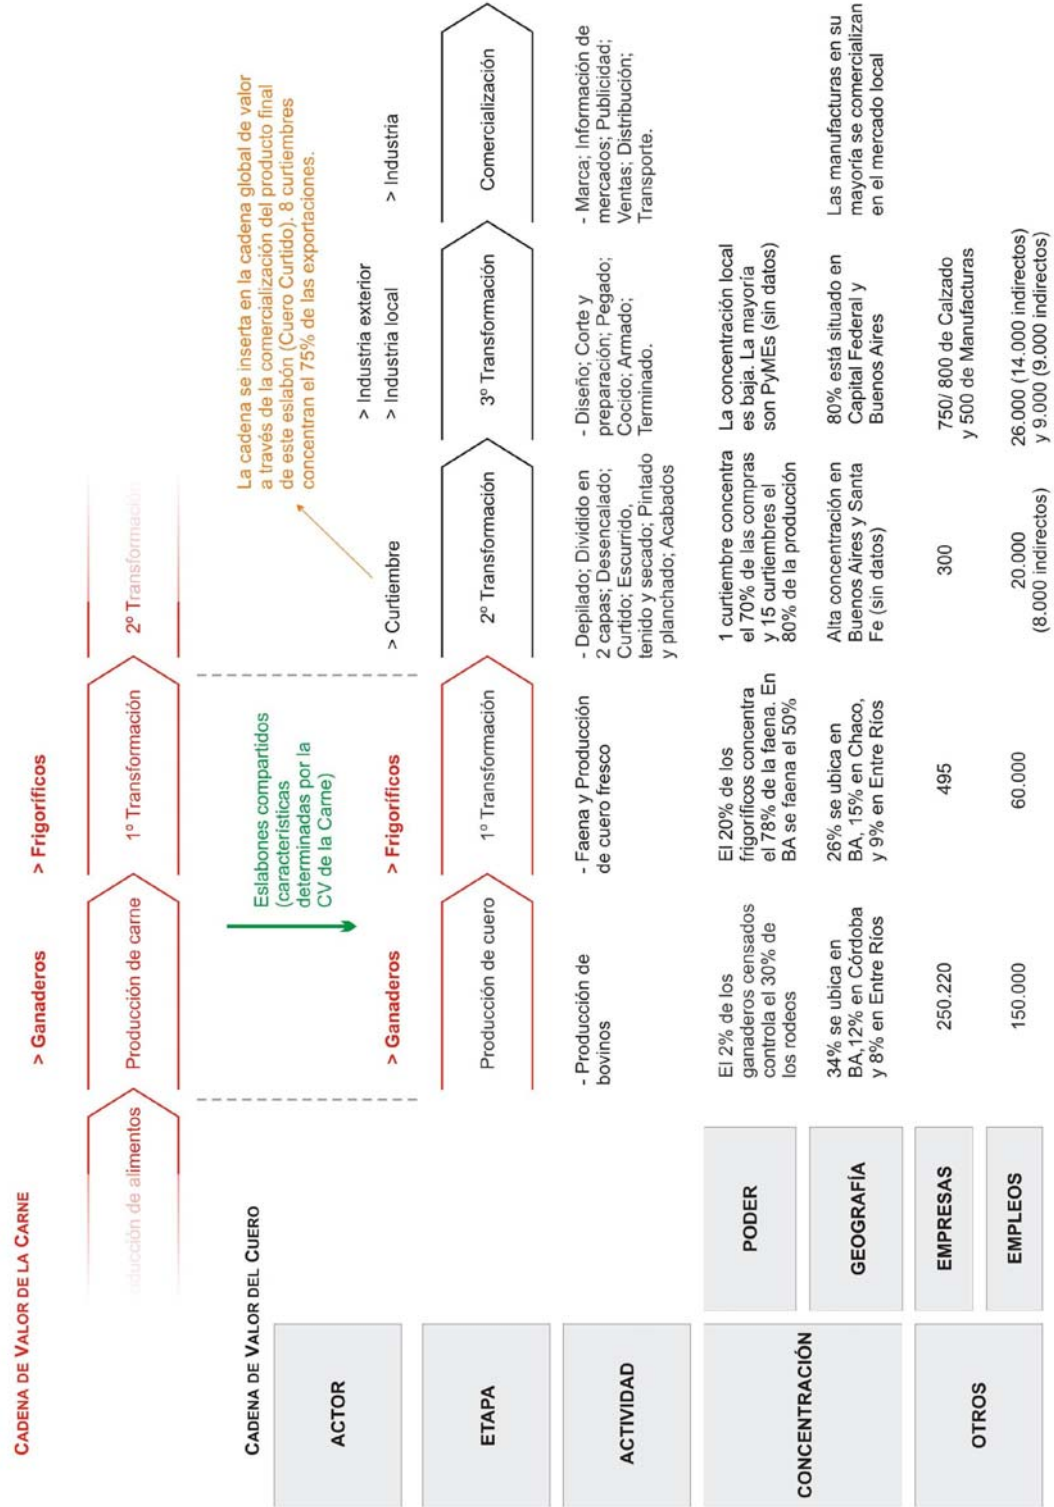 CADENA DE VALOR DE LA CARNE
> Ganaderos
> Frigoríficos
ducción de alimentos
Producción de carne
1º Transformación
2º Transformación
La cadena se inserta en la cadena global de valor
a través de la comercialización del producto final
de este eslabón (Cuero Curtido). 8 curtiembres
concentran el 75% de las exportaciones.
Eslabones compartidos
(características
determinadas por la
CV de la Carne)
CADENA DE VALOR DEL CUERO
ACTOR
> Ganaderos
> Frigoríficos
> Curtiembre
> Industria exterior
> Industria local
> Industria
ETAPA
Producción de cuero
1º Transformación
2º Transformación
3º Transformación
Comercialización
ACTIVIDAD
- Producción de
bovinos
- Faena y Producción
de cuero fresco
- Depilado; Dividido en
2 capas; Desencalado;
Curtido; Escurrido,
tenido y secado; Pintado
y planchado; Acabados
- Diseño; Corte y
preparación; Pegado;
Cocido; Armado;
Terminado.
- Marca; Información de
mercados; Publicidad;
Ventas; Distribución;
Transporte.
CONCENTRACIÓN
PODER
El 2% de los
ganaderos censados
controla el 30% de
los rodeos
El 20% de los
frigoríficos concentra
el 78% de la faena. En
BA se faena el 50%
1 curtiembre concentra
el 70% de las compras
y 15 curtiembres el
80% de la producción
La concentración local
es baja. La mayoría
son PyMEs (sin datos)
GEOGRAFÍA
34% se ubica en
BA,12% en Córdoba
y 8% en Entre Ríos
26% se ubica en
BA, 15% en Chaco,
y 9% en Entre Ríos
Alta concentración en
Buenos Aires y Santa
Fe (sin datos)
80% está situado en
Capital Federal y
Buenos Aires
Las manufacturas en su
mayoría se comercializan
en el mercado local
OTROS
EMPRESAS
250.220
495
300
750/ 800 de Calzado
y 500 de Manufacturas
EMPLEOS
150.000
60.000
20.000
(8.000 indirectos)
26.000 (14.000 indirectos)
y 9.000 (9.000 indirectos)